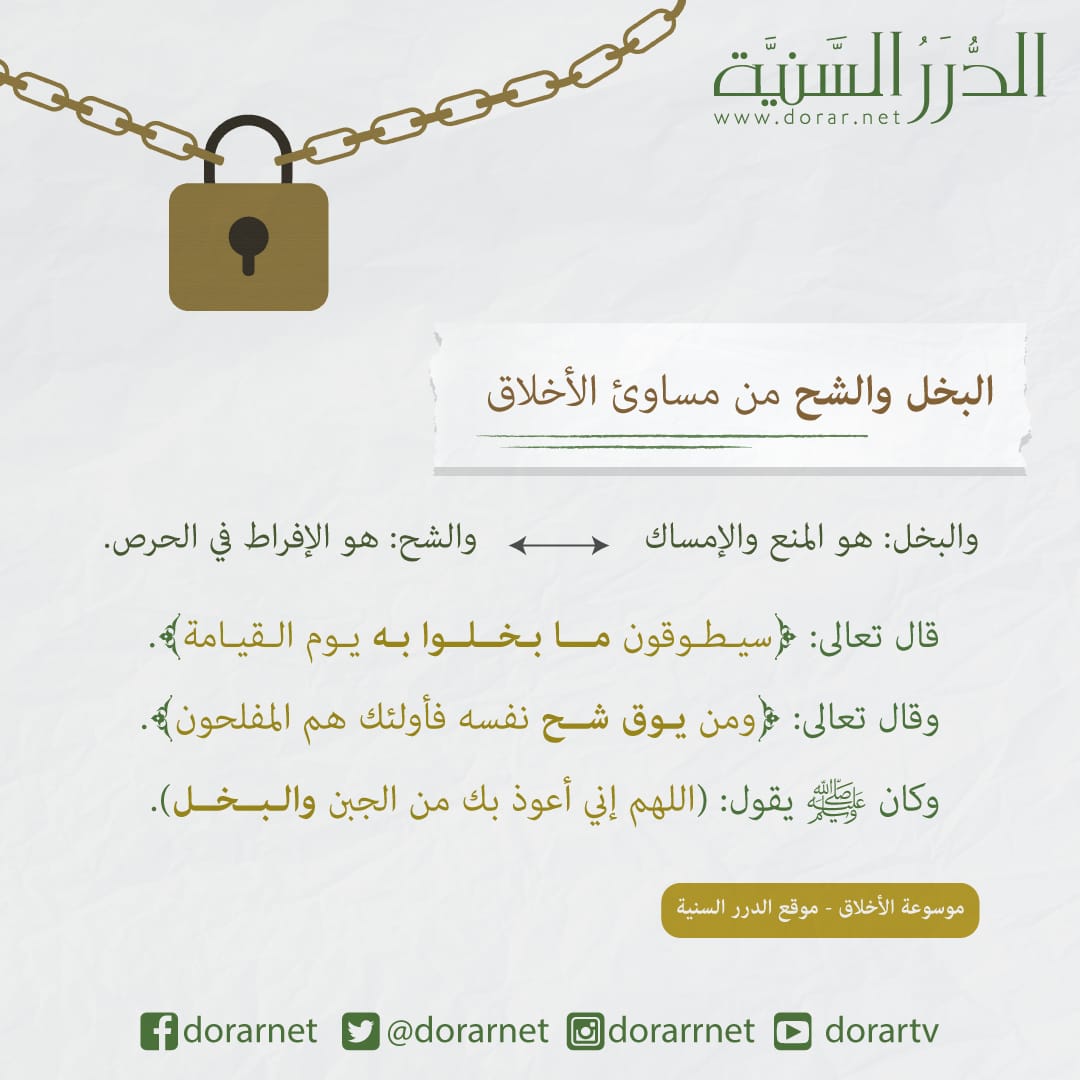 الدُّرَرُ السَّنيَّة
www.dorar.net
البخل والشح من مساوئ الأخلاق
والبخل: هو المنع والإمساك والشح: هو الإفراط في الحرص.
قال تعالى: ﴿سيطوقون ما بخلوا به يوم القيامة﴾.
وقال تعالى: ﴿ومن يوق شح نفسه فأولئك هم المفلحون﴾.
وكان ﷺ يقول: (اللهم إني أعوذ بك من الجبن والبخل).
موسوعة الأخلاق - موقع الدرر السنية
dorarnet @dorarnet dorarrnet dorartv